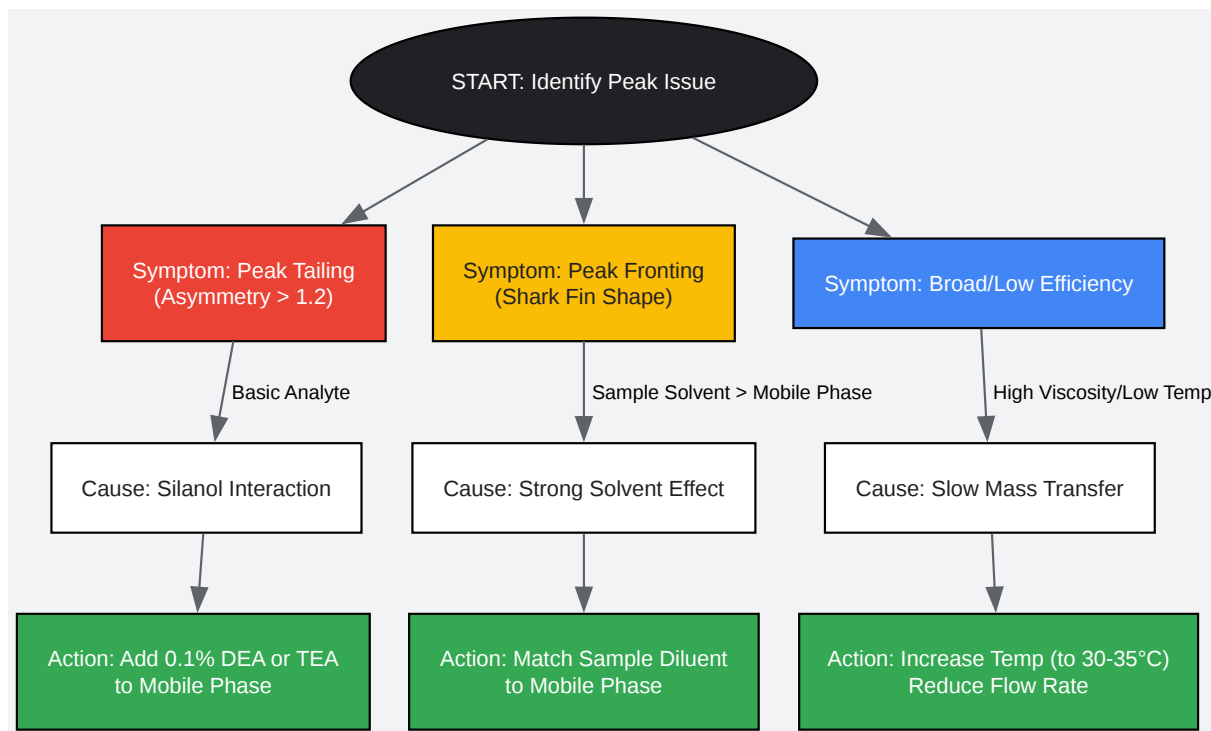 START: Identify Peak Issue
Symptom: Peak Tailing
(Asymmetry > 1.2)
Symptom: Peak Fronting
(Shark Fin Shape)
Symptom: Broad/Low Efficiency
Basic Analyte
Sample Solvent > Mobile Phase
High Viscosity/Low Temp
Cause: Silanol Interaction
Cause: Strong Solvent Effect
Cause: Slow Mass Transfer
Action: Add 0.1% DEA or TEA
to Mobile Phase
Action: Match Sample Diluent
to Mobile Phase
Action: Increase Temp (to 30-35°C)
Reduce Flow Rate